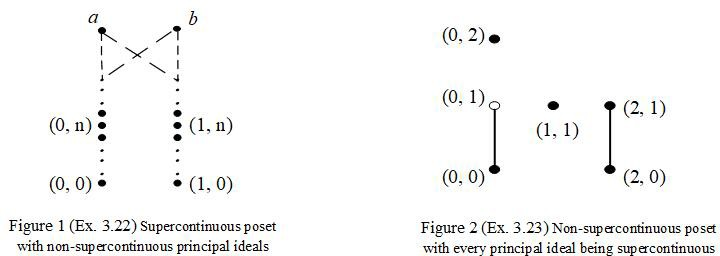 a
b
(0, n)
(1, n)
(0, 0)
(1, 0)
Figure 1 (Ex. 3.22) Supercontinuous poset
with non-supercontinuous principal ideals
(0, 2)
(0, 1)
(1, 1)
(2, 1)
(0, 0)
(2, 0)
Figure 2 (Ex. 3.23) Non-supercontinuous poset
with every principal ideal being supercontinuous